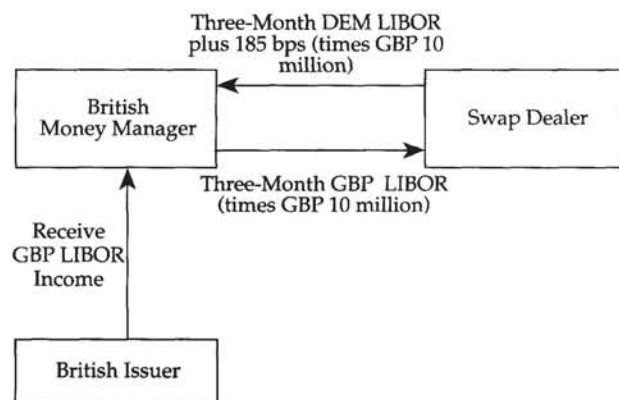 Three-Month DEM LIBOR
plus 185 bps (times GBP 10
million)
British
Money Manager
Swap Dealer
Three-Month GBP LIBOR
(times GBP 10 million)
Receive
GBP LIBOR
Income
British Issuer